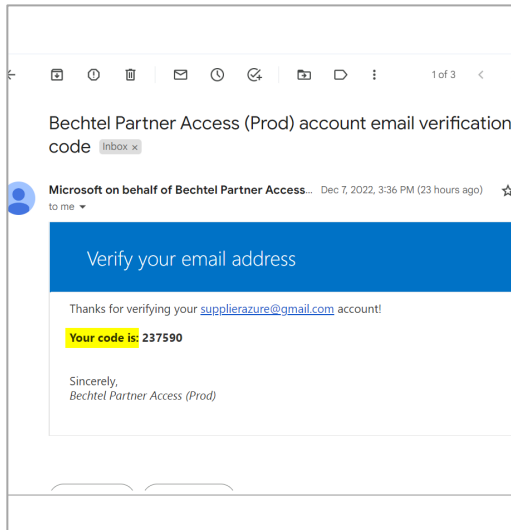 1 of 3
Bechtel Partner Access (Prod) account email verification
code Inbox x
Microsoft on behalf of Bechtel Partner Access... Dec 7, 2022, 3:36 PM (23 hours ago)
to me
Verify your email address
Thanks for verifying your supplierazure@gmail.com account!
Your code is: 237590
Sincerely,
Bechtel Partner Access (Prod)